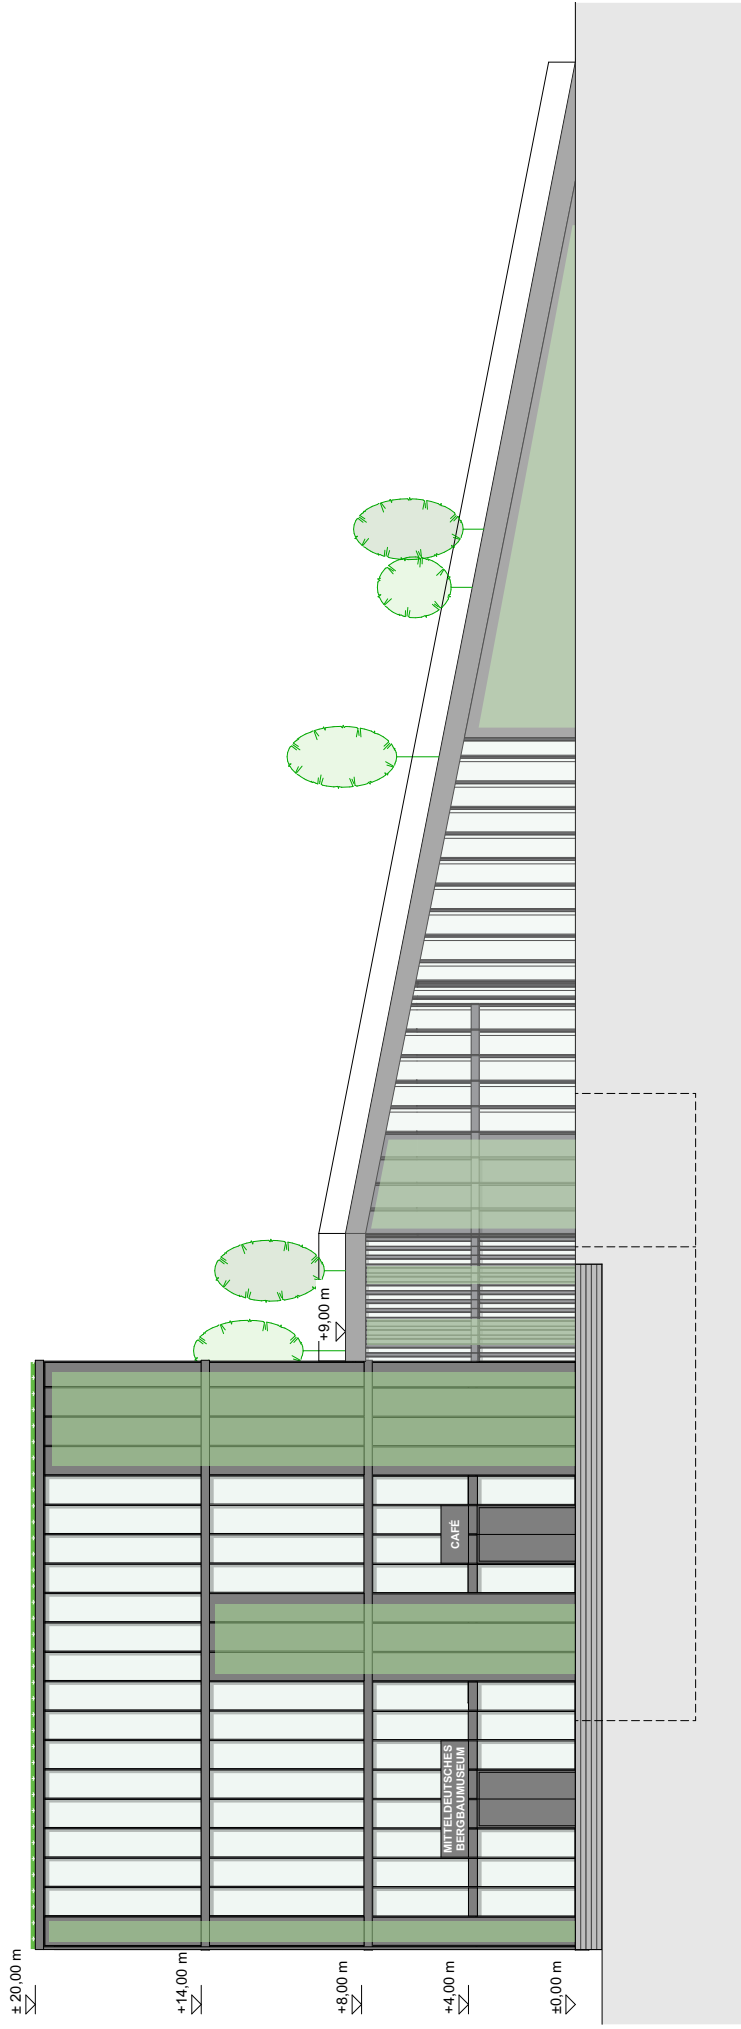 ± 20,00 m
+14,00 m
+8,00 m
+4,00 m
±0,00 m
MITTELDEUTSCHES
BERGBAUMUSEUM
CAFÉ
+9,00 m